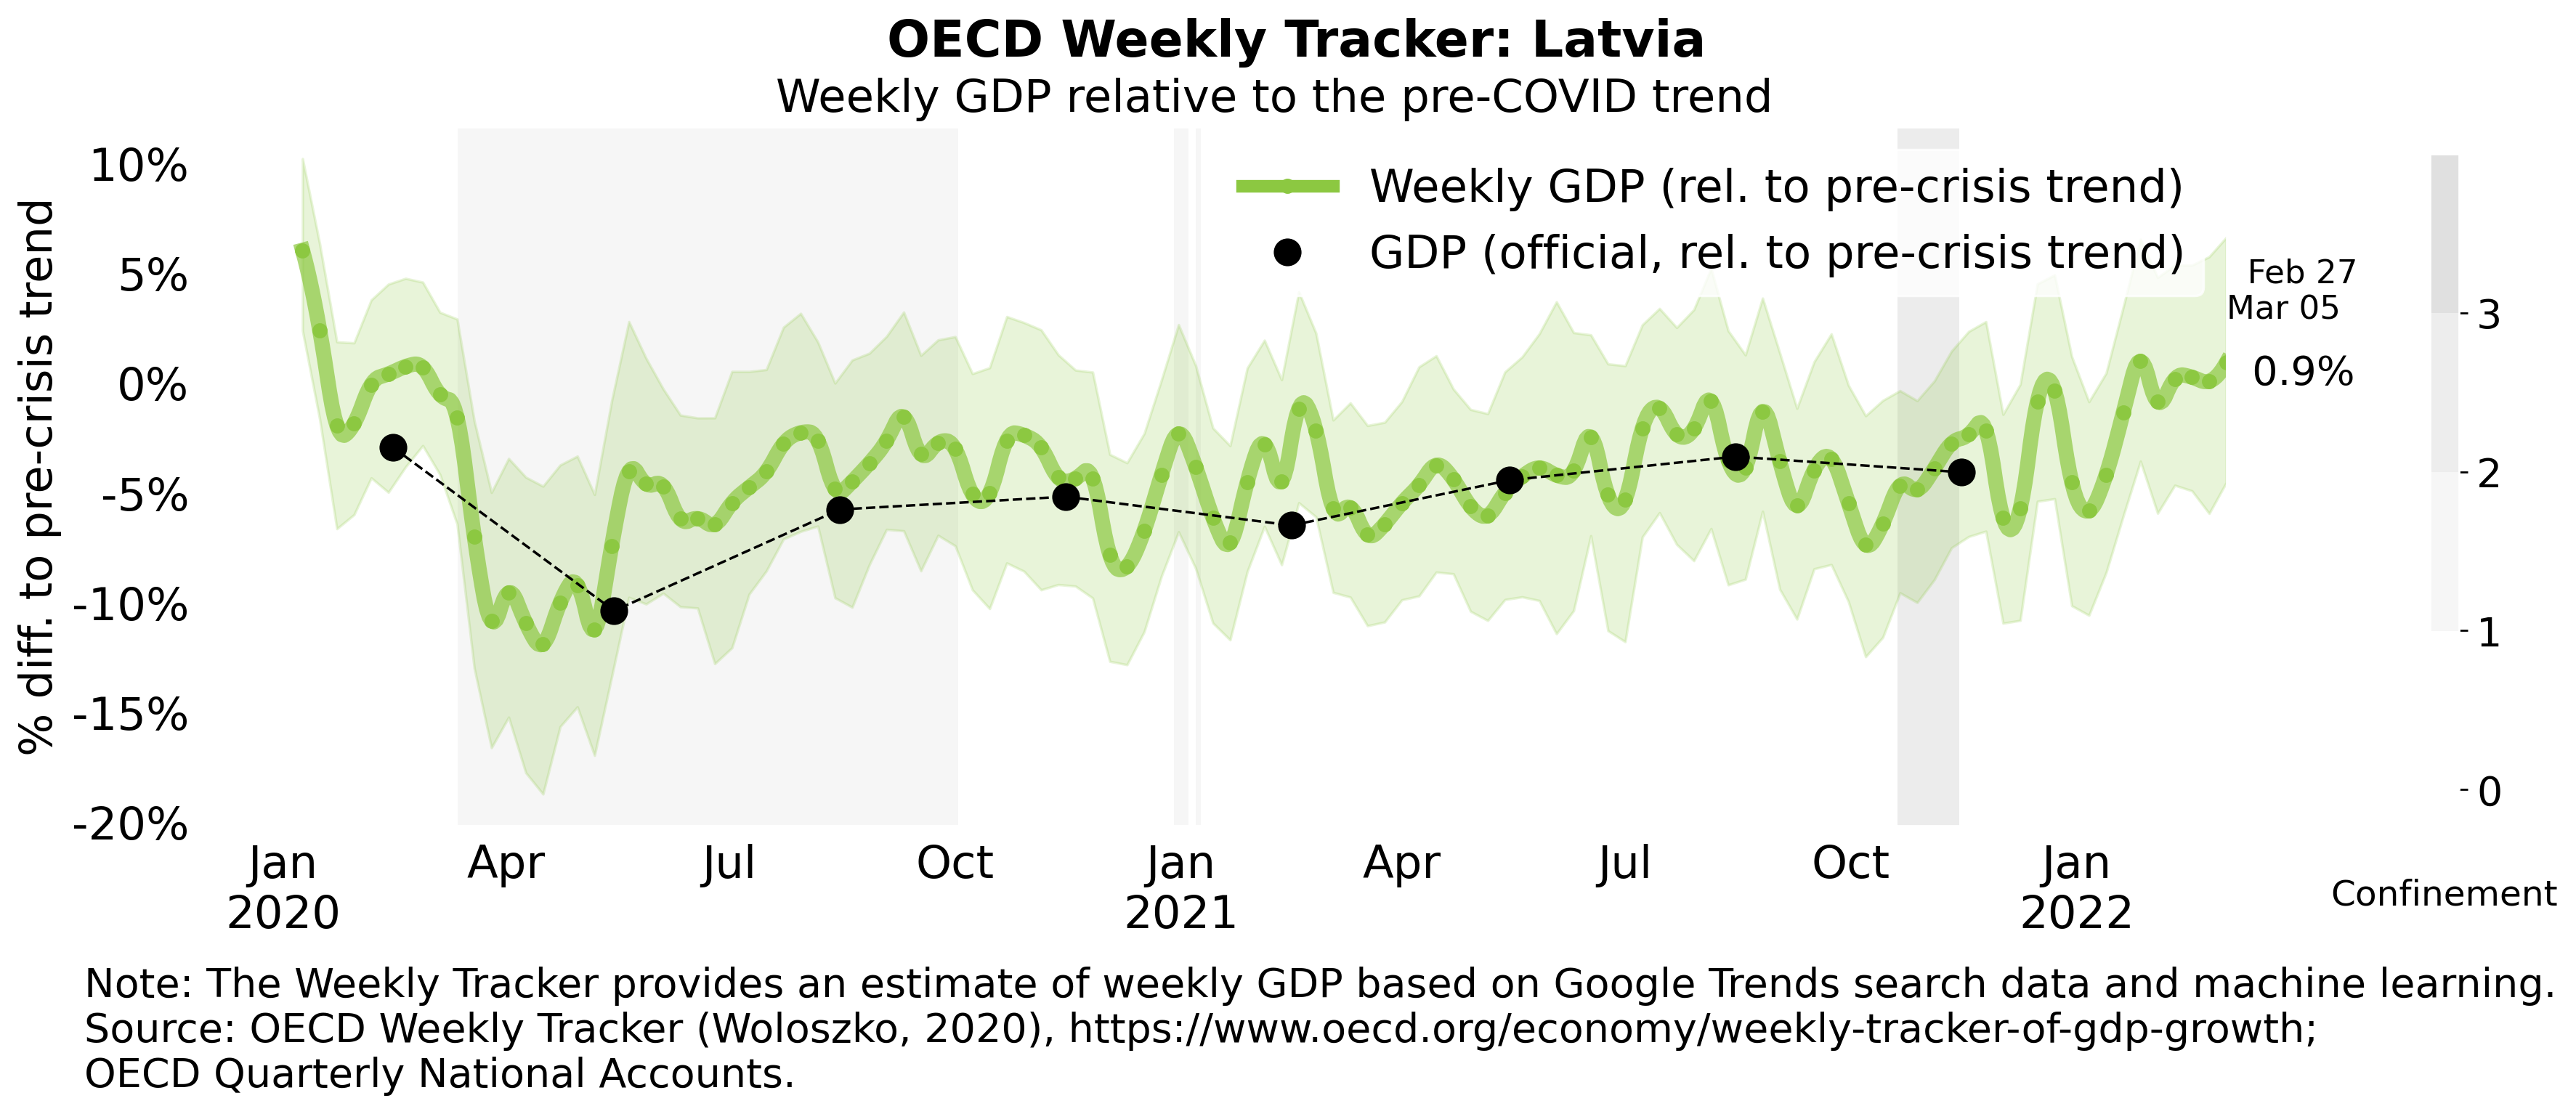 OECD Weekly Tracker: Latvia
Weekly GDP relative to the pre-COVID trend
% diff. to pre-crisis trend
10%
5%
0%
-5%
-10%
-15%
-20%
Weekly GDP (rel. to pre-crisis trend)
GDP (official, rel. to pre-crisis trend)
Feb 27
Mar 05
0.9%
3
2
1
0
Confinement
Jan Apr Jul Oct Jan Apr Jul Oct Jan
2020 2021 2022
Note: The Weekly Tracker provides an estimate of weekly GDP based on Google Trends search data and machine learning.
Source: OECD Weekly Tracker (Woloszko, 2020), https://www.oecd.org/economy/weekly-tracker-of-gdp-growth;
OECD Quarterly National Accounts.